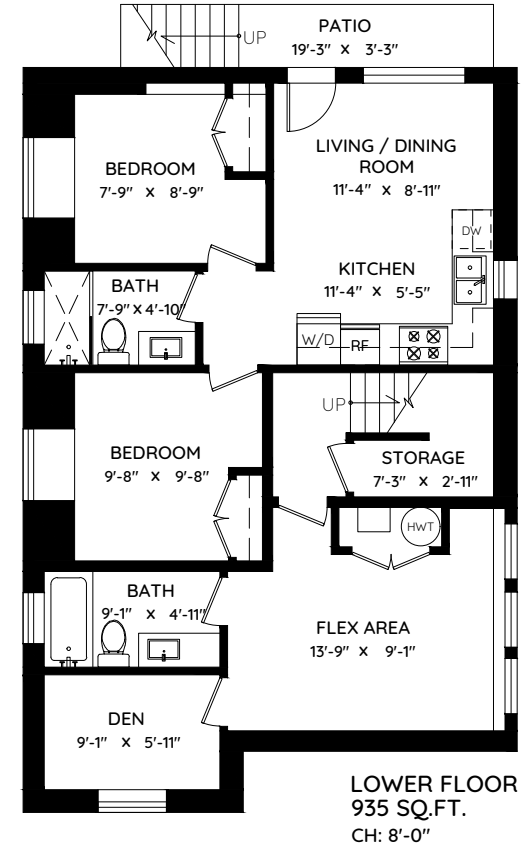 PATIO
19'-3" X 3'-3"
UP
BEDROOM
7'-9" X 8'-9"
LIVING / DINING
ROOM
11'-4" X 8'-11"
DW
KITCHEN
11'-4" X 5'-5"
BATH
7'-9" X 4'-10"
W/D
RF
UP
BEDROOM
9'-8" X 9'-8"
STORAGE
7'-3" X 2'-11"
HWT
BATH
9'-1" X 4'-11"
FLEX AREA
13'-9" X 9'-1"
DEN
9'-1" X 5'-11"
LOWER FLOOR
935 SQ.FT.
CH: 8'-0"